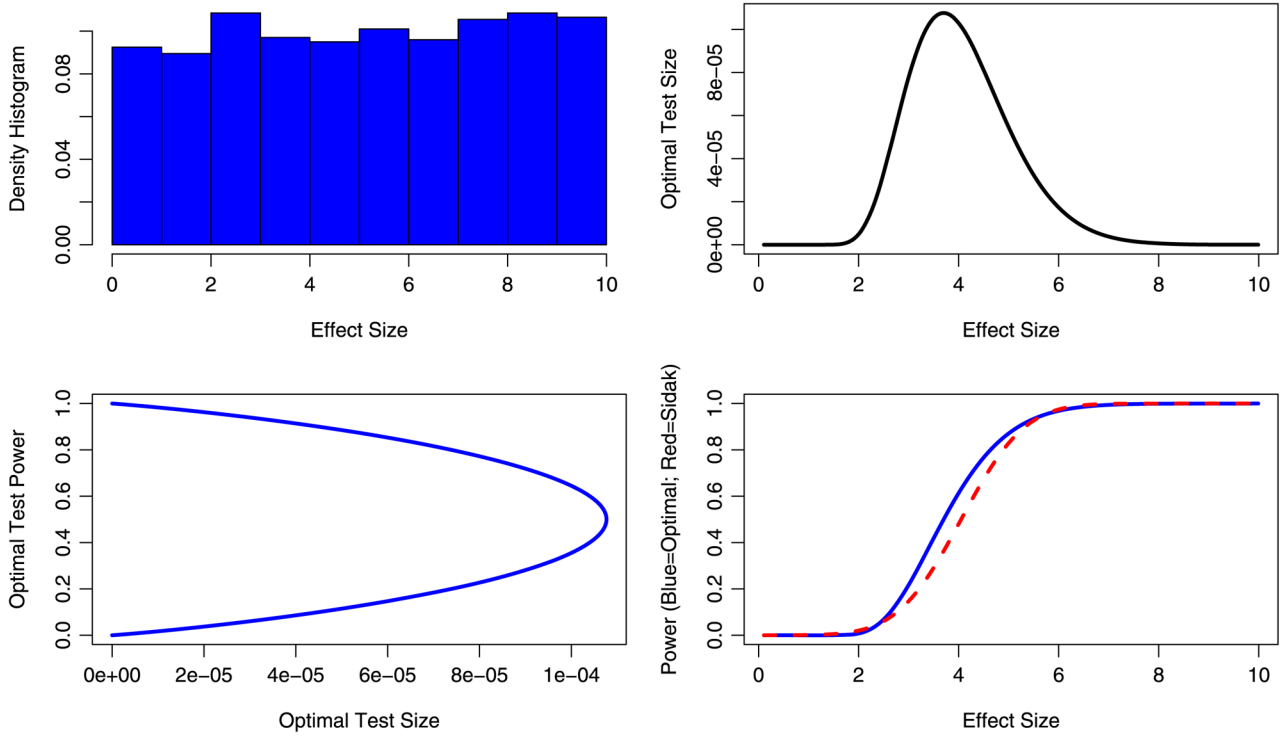 Density Histogram
0.00 0.04 0.08
0 2 4 6 8 10
Effect Size
Optimal Test Size
0e+00 4e−05 8e−05
0 2 4 6 8 10
Effect Size
Optimal Test Power
0.0 0.2 0.4 0.6 0.8 1.0
0e+00 2e−05 4e−05 6e−05 8e−05 1e−04
Optimal Test Size
Power (Blue=Optimal; Red=Sidak)
0.0 0.2 0.4 0.6 0.8 1.0
0 2 4 6 8 10
Effect Size